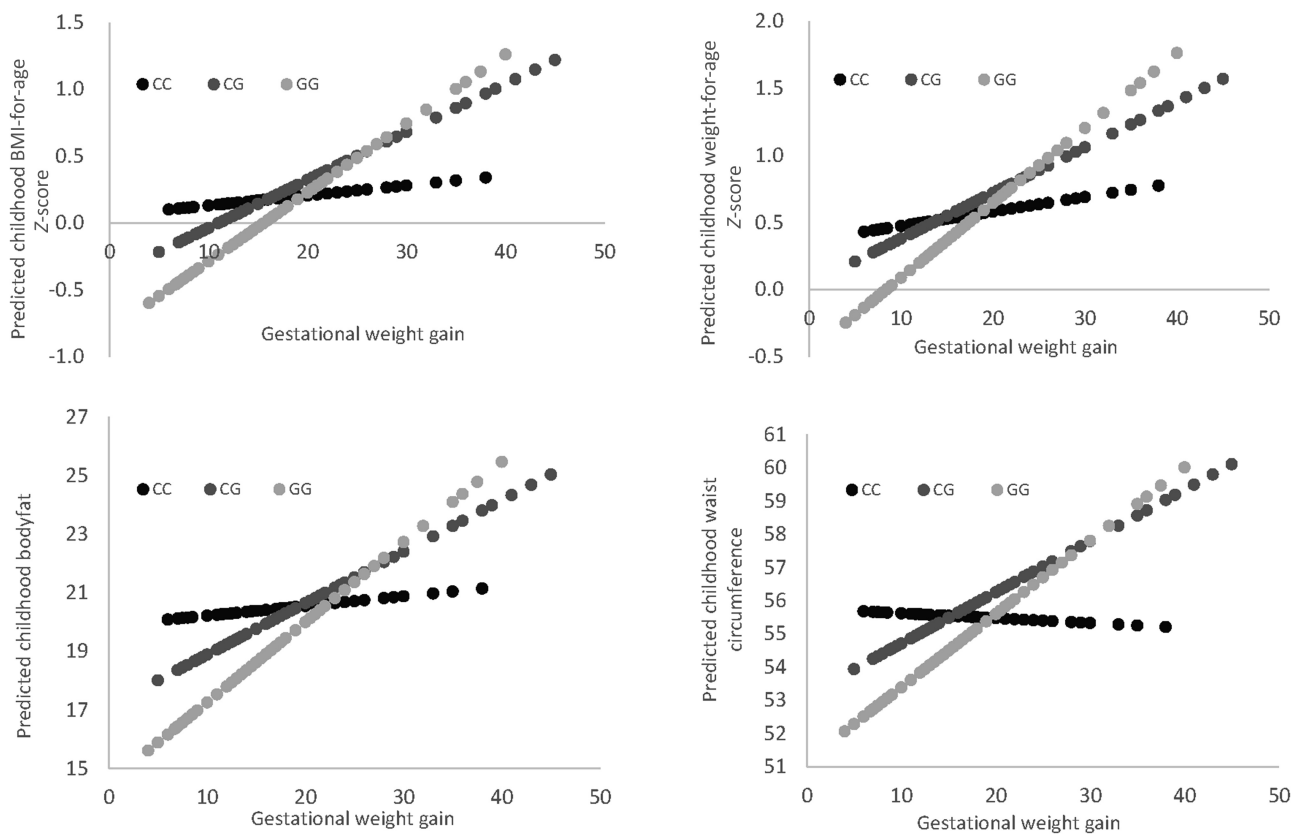 1.5
1.0
0.5
0.0
-0.5
-1.0
0 10 20 30 40 50
CC CG GG
Predicted childhood BMI-for-age
Z-score
Gestational weight gain
2.0
1.5
1.0
0.5
0.0
-0.5
0 10 20 30 40 50
CC CG GG
Predicted childhood weight-for-age
Z-score
Gestational weight gain
27
25
23
21
19
17
15
0 10 20 30 40 50
CC CG GG
Predicted childhood bodyfat
Gestational weight gain
61
60
59
58
57
56
55
54
53
52
51
0 10 20 30 40 50
CC CG GG
Predicted childhood waist
circumference
Gestational weight gain